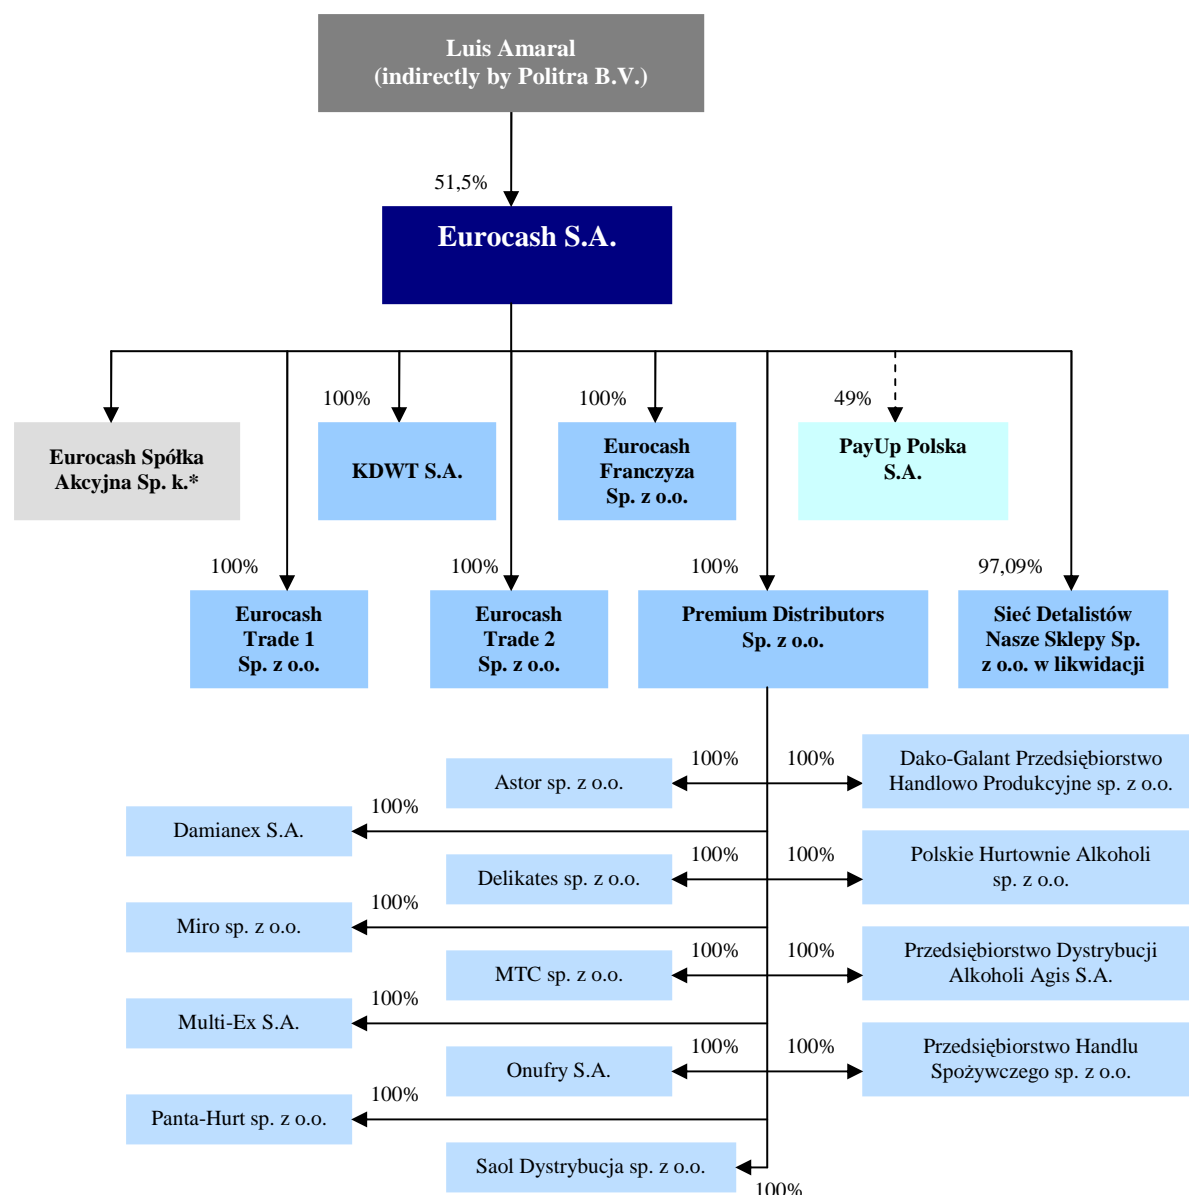 Luis Amaral
(indirectly by Politra B.V.)
51,5%
Eurocash S.A.
100%
100%
49%
Eurocash Spółka
Akcyjna Sp. k.*
KDWT S.A.
Eurocash
Franczyza
Sp. z o.o.
PayUp Polska
S.A.
100%
100%
100%
97,09%
Eurocash
Trade 1
Sp. z o.o.
Eurocash
Trade 2
Sp. z o.o.
Premium Distributors
Sp. z o.o.
Sieć Detalistów
Nasze Sklepy Sp.
z o.o. w likwidacji
100%
100%
Astor sp. z o.o.
Dako-Galant Przedsiębiorstwo
Handlowo Produkcyjne sp. z o.o.
100%
Damianex S.A.
100%
100%
Delikates sp. z o.o.
Polskie Hurtownie Alkoholi
sp. z o.o.
100%
Miro sp. z o.o.
100%
100%
MTC sp. z o.o.
Przedsiębiorstwo Dystrybucji
Alkoholi Agis S.A.
100%
Multi-Ex S.A.
100%
100%
Onufry S.A.
Przedsiębiorstwo Handlu
Spożywczego sp. z o.o.
100%
Panta-Hurt sp. z o.o.
Saol Dystrybucja sp. z o.o.
100%